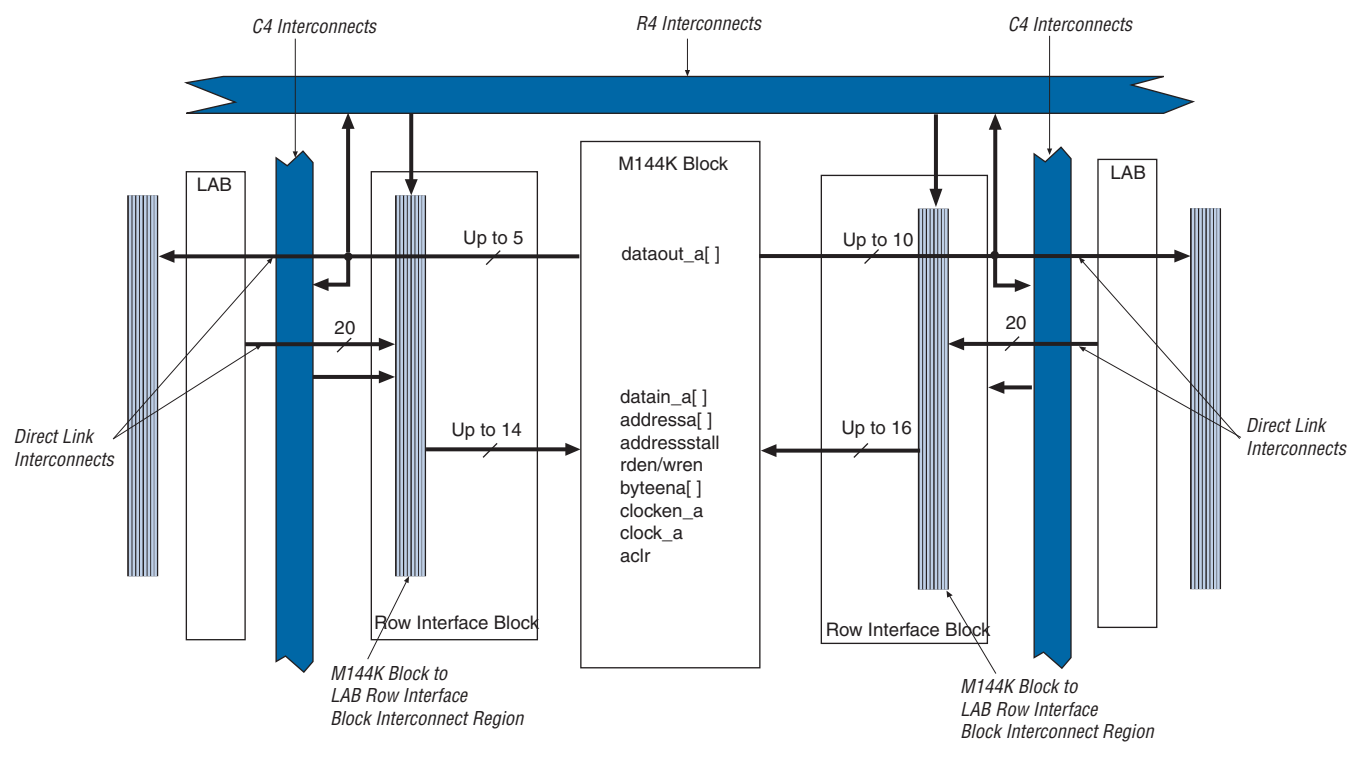 C4 Interconnects
R4 Interconnects
C4 Interconnects
M144K Block
LAB
LAB
Up to 5
dataout_a[ ]
Up to 10
20
20
datain_a[ ]
addressa[ ]
addressstall
rden/wren
byteena[ ]
clocken_a
clock_a
aclr
Up to 14
Up to 16
Direct Link
Interconnects
Direct Link
Interconnects
Row Interface Block
Row Interface Block
M144K Block to
LAB Row Interface
Block Interconnect Region
M144K Block to
LAB Row Interface
Block Interconnect Region